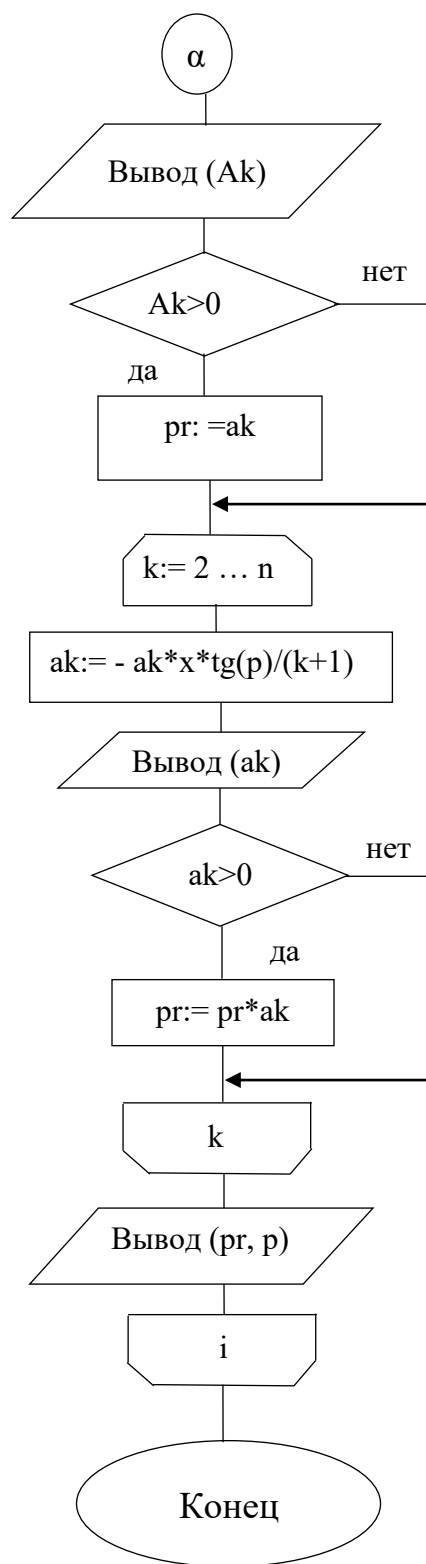 α
Вывод (Ak)
нет
Ak>0
да
pr: =ak
k:= 2 … n
ak:= - ak*x*tg(p)/(k+1)
Вывод (ak)
нет
ak>0
да
pr:= pr*ak
k
Вывод (pr, p)
i
Конец